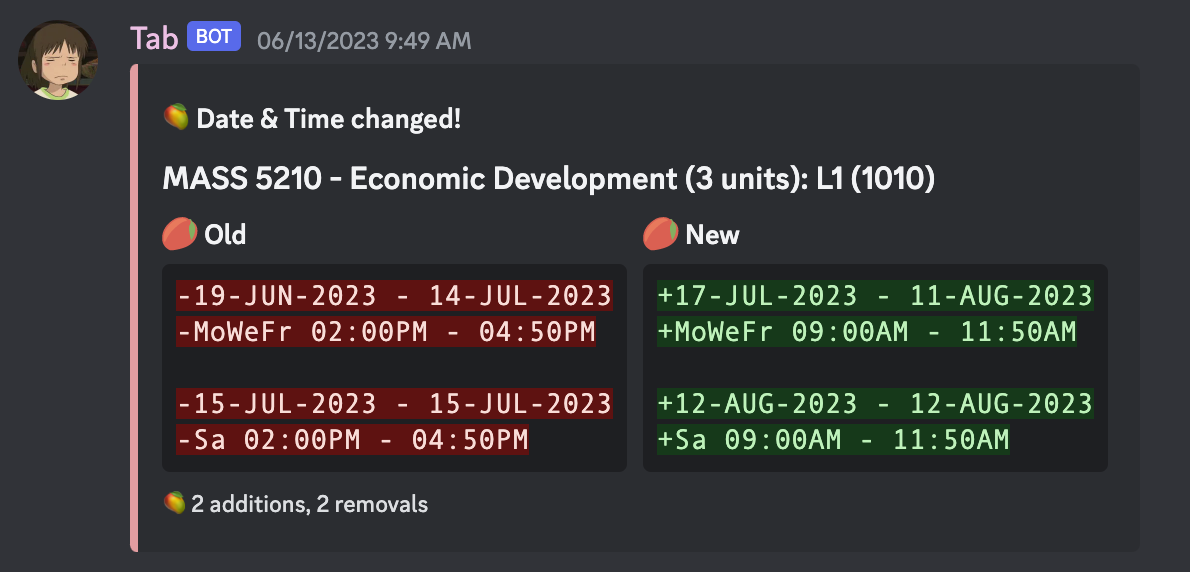 Tab BOT 06/13/2023 9:49 AM
Date & Time changed!
MASS 5210 - Economic Development (3 units): L1 (1010)
Old
-19-JUN-2023 - 14-JUL-2023
-MoWeFr 02:00PM - 04:50PM
-15-JUL-2023 - 15-JUL-2023
-Sa 02:00PM - 04:50PM
New
+17-JUL-2023 - 11-AUG-2023
+MoWeFr 09:00AM - 11:50AM
+12-AUG-2023 - 12-AUG-2023
+Sa 09:00AM - 11:50AM
2 additions, 2 removals